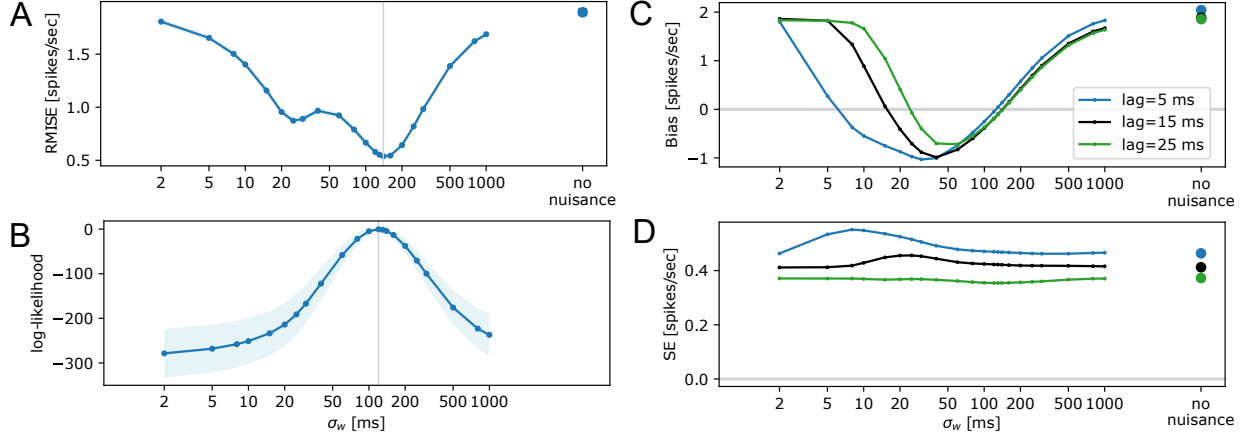 A
RMISE [spikes/sec]
1.5
1.0
0.5
2 5 10 20 50 100 200 500 1000 no
nuisance
B
log-likelihood
0
−100
−200
−300
2 5 10 20 50 100 200 500 1000
σw [ms]
C
Bias [spikes/sec]
2
1
0
−1
lag=5 ms
lag=15 ms
lag=25 ms
2 5 10 20 50 100 200 500 1000 no
nuisance
D
SE [spikes/sec]
0.4
0.2
0.0
2 5 10 20 50 100 200 500 1000 no
nuisance
σw [ms]